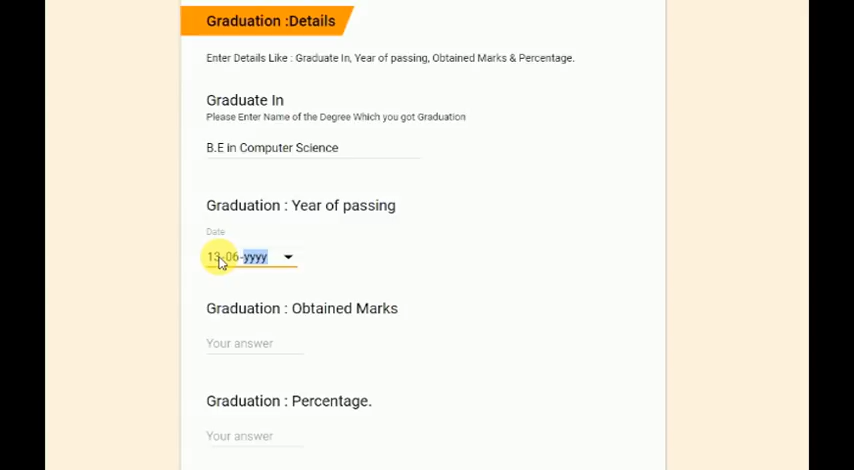 Graduation :Details
Enter Details Like : Graduate In, Year of passing, Obtained Marks & Percentage.
Graduate In
Please Enter Name of the Degree Which you got Graduation
B.E in Computer Science
Graduation : Year of passing
Date
13-06-yyyy
Graduation : Obtained Marks
Your answer
Graduation : Percentage.
Your answer